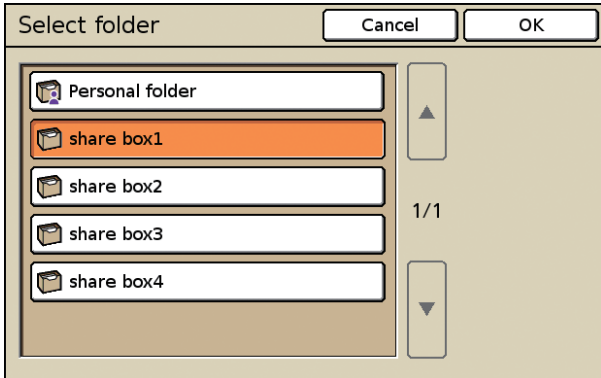 Select folder Cancel OK
Personal folder
share box1
share box2
1/1
share box3
share box4